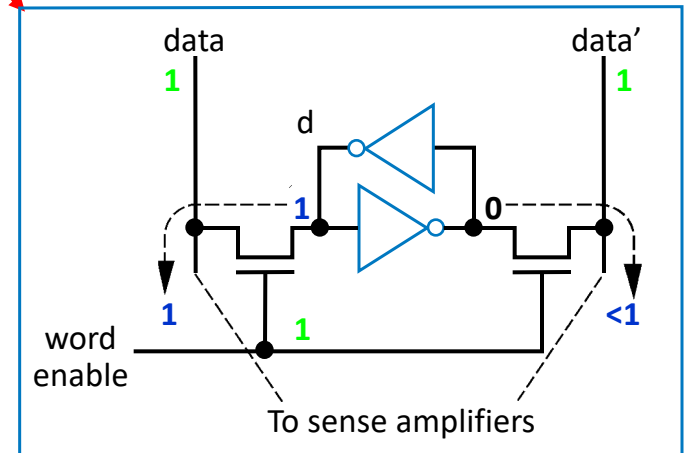 data
data’
1
1
d
1
0
1
1
<1
word
enable
To sense amplifiers